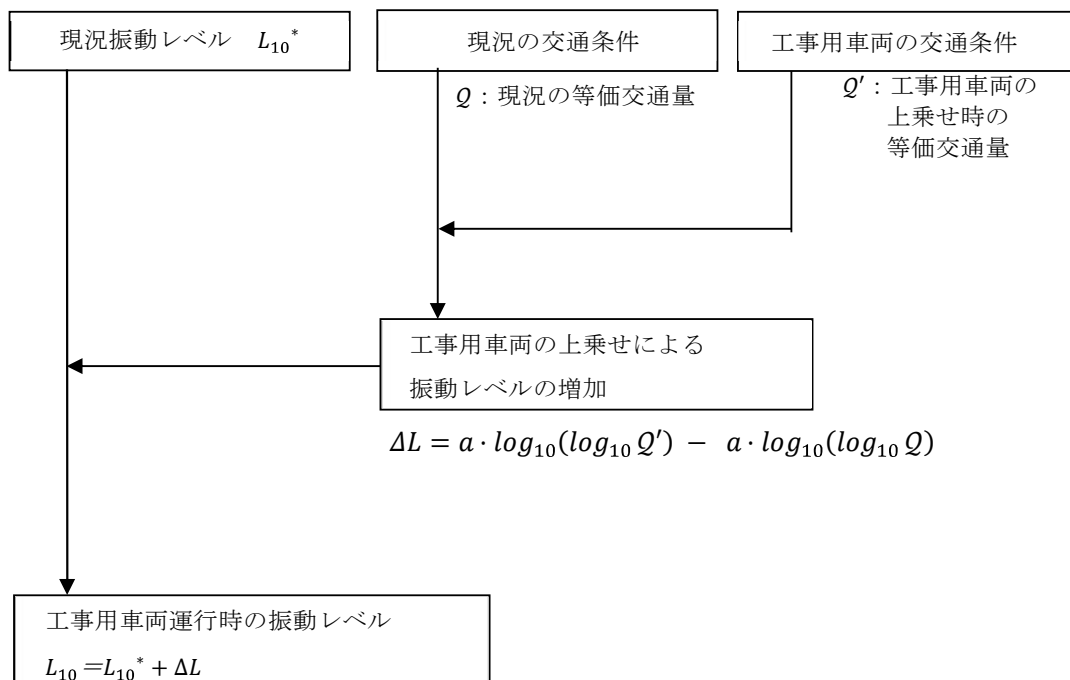 現況振動レベル L₁₀*
現況の交通条件
工事用車両の交通条件
Q：現況の等価交通量
Q′：工事用車両の
上乗せ時の
等価交通量
工事用車両の上乗せによる
振動レベルの増加
ΔL = a · log₁₀(log₁₀ Q′) − a · log₁₀(log₁₀ Q)
工事用車両運行時の振動レベル
L₁₀＝L₁₀* + ΔL